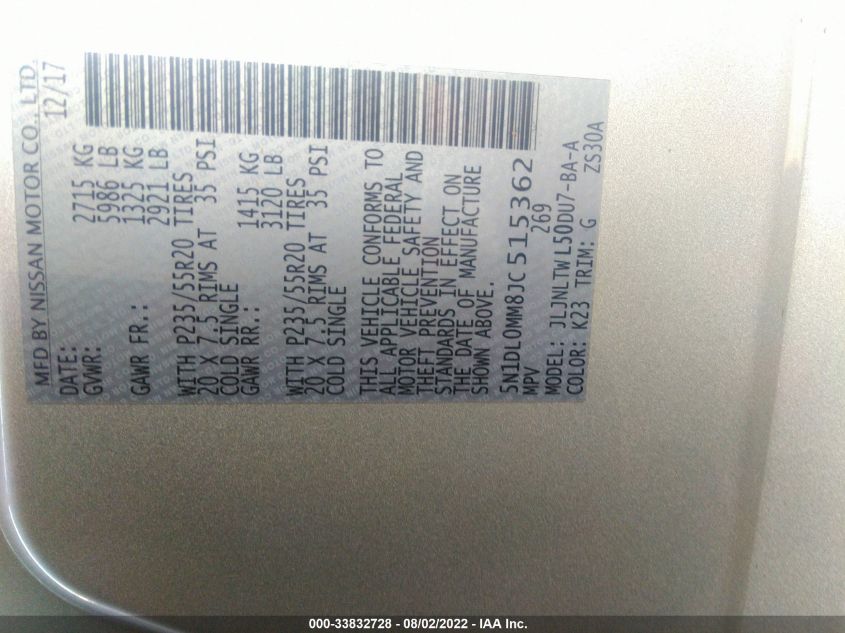 MFD BY NISSAN MOTOR CO., LTD.
DATE: 12/17
GVWR: 2715 KG
5986 LB
GAWR FR.: 1325 KG
2921 LB
WITH P235/55R20 TIRES
20 X 7.5 RIMS AT 35 PSI
COLD SINGLE
GAWR RR.: 1415 KG
3120 LB
WITH P235/55R20 TIRES
20 X 7.5 RIMS AT 35 PSI
COLD SINGLE
THIS VEHICLE CONFORMS TO
ALL APPLICABLE FEDERAL
MOTOR VEHICLE SAFETY AND
THEFT PREVENTION
STANDARDS IN EFFECT ON
THE DATE OF MANUFACTURE
SHOWN ABOVE.
5N1DL0MM8JC515362
MPV 269
MODEL: JLJNLTWL50DU7-BA-A
COLOR: K23 TRIM: G ZS30A
000-33832728 - 08/02/2022 - IAA Inc.